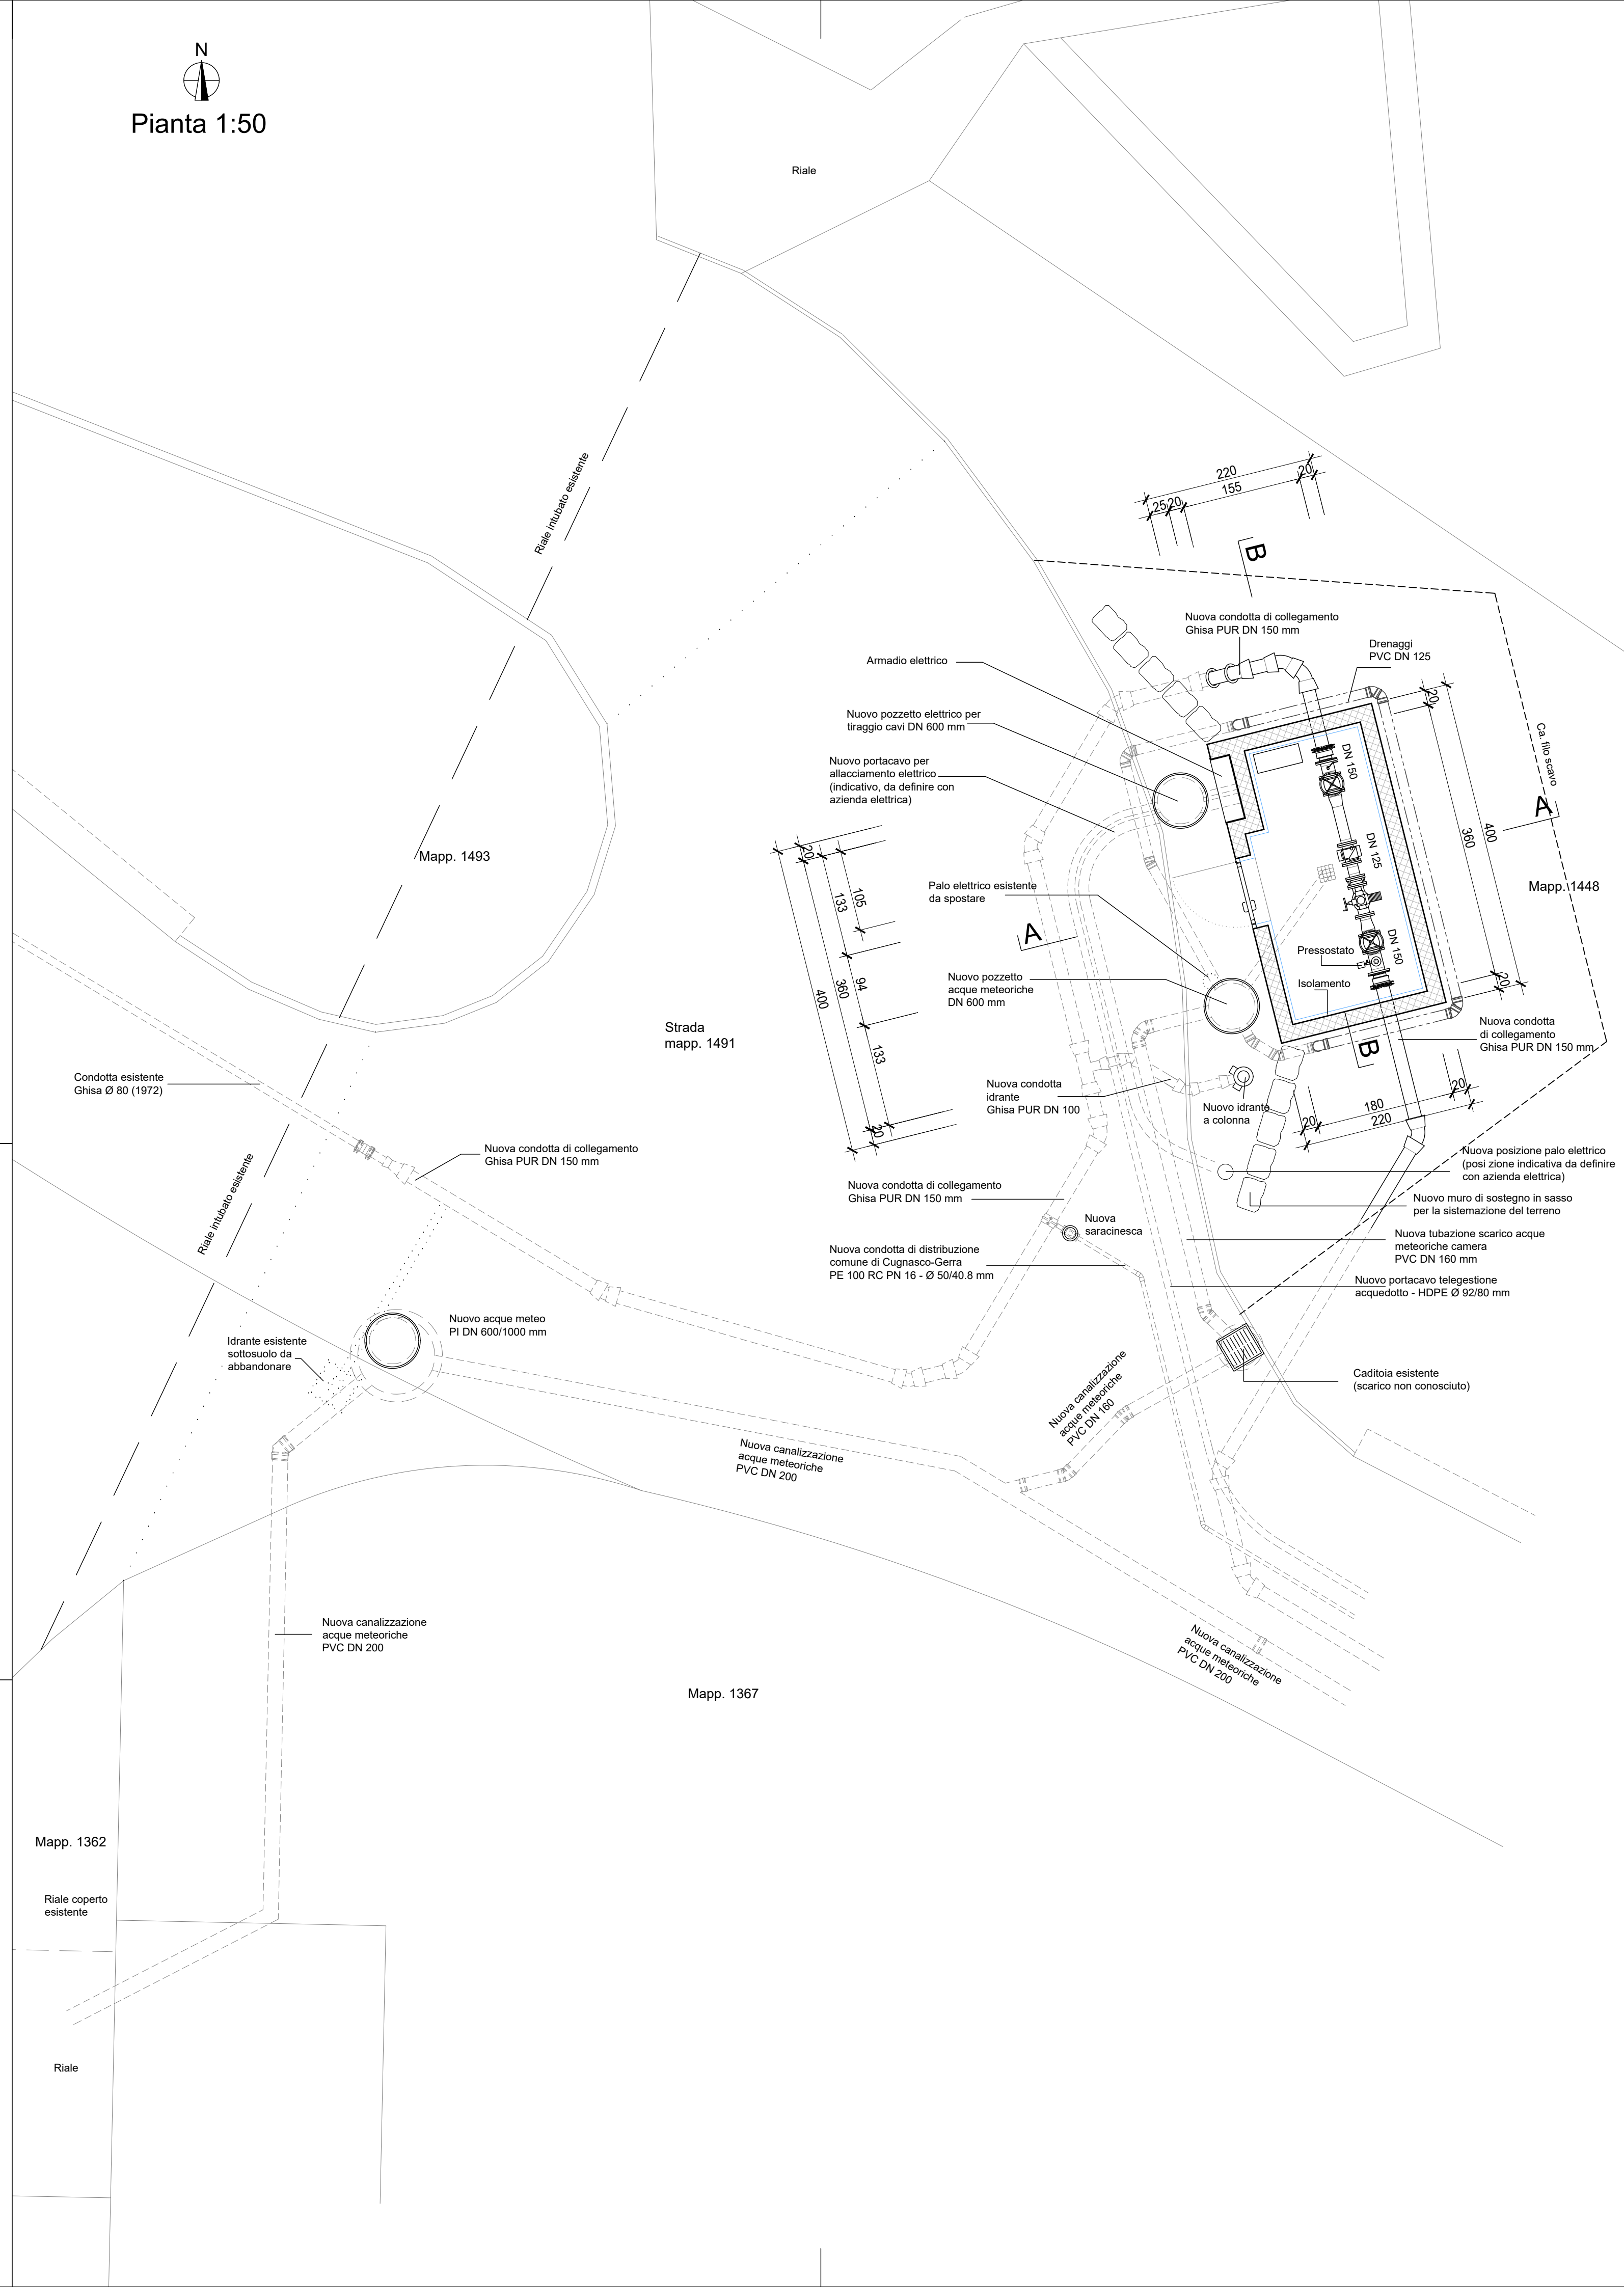 N
Pianta 1:50
Riale
Riale intubato esistente
220
20
155
25
20
B
Nuova condotta di collegamento
Ghisa PUR DN 150 mm
Drenaggi
PVC DN 125
Armadio elettrico
Nuovo pozzetto elettrico per
tiraggio cavi DN 600 mm
Nuovo portacavo per
allacciamento elettrico
(indicativo, da definire con
azienda elettrica)
20
Ca. filo scavo
DN 150
A
360
400
DN 125
Mapp. 1493
Mapp. 1448
20
105
133
94
360
400
133
20
Palo elettrico esistente
da spostare
A
DN 150
Pressostato
Isolamento
20
Nuovo pozzetto
acque meteoriche
DN 600 mm
Strada
mapp. 1491
Nuova condotta
di collegamento
Ghisa PUR DN 150 mm
B
Condotta esistente
Ghisa Ø 80 (1972)
Nuova condotta
idrante
Ghisa PUR DN 100
Nuovo idrante
a colonna
20
180
20
220
Nuova condotta di collegamento
Ghisa PUR DN 150 mm
Nuova posizione palo elettrico
(posi zione indicativa da definire
con azienda elettrica)
Nuova condotta di collegamento
Ghisa PUR DN 150 mm
Nuovo muro di sostegno in sasso
per la sistemazione del terreno
Riale intubato esistente
Nuova
saracinesca
Nuova tubazione scarico acque
meteoriche camera
PVC DN 160 mm
Nuova condotta di distribuzione
comune di Cugnasco-Gerra
PE 100 RC PN 16 - Ø 50/40.8 mm
Nuovo portacavo telegestione
acquedotto - HDPE Ø 92/80 mm
Nuovo acque meteo
PI DN 600/1000 mm
Idrante esistente
sottosuolo da
abbandonare
Caditoia esistente
(scarico non conosciuto)
Nuova canalizzazione
acque meteoriche
PVC DN 160
Nuova canalizzazione
acque meteoriche
PVC DN 200
Nuova canalizzazione
acque meteoriche
PVC DN 200
Nuova canalizzazione
acque meteoriche
PVC DN 200
Mapp. 1367
Mapp. 1362
Riale coperto
esistente
Riale